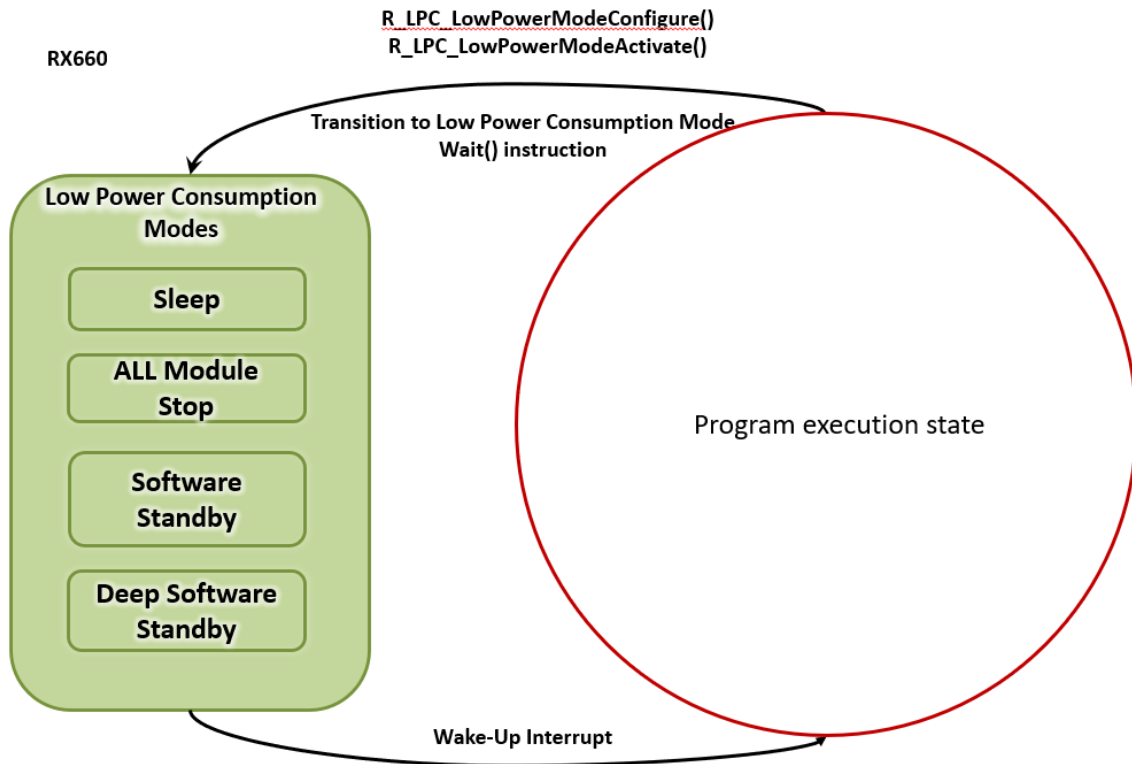 R_LPC_LowPowerModeConfigure()
R_LPC_LowPowerModeActivate()
RX660
Transition to Low Power Consumption Mode
Wait() instruction
Low Power Consumption
Modes
Sleep
ALL Module
Stop
Software
Standby
Deep Software
Standby
Program execution state
Wake-Up Interrupt